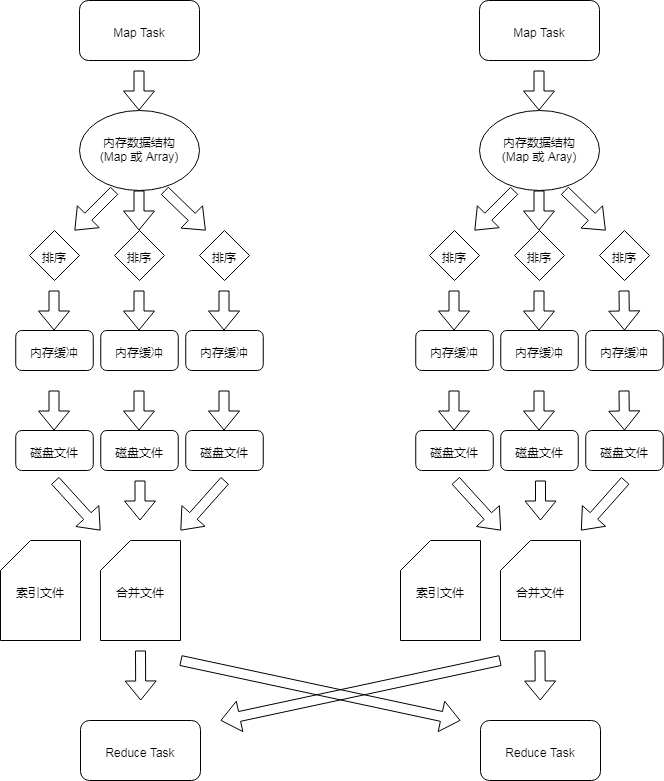 Map Task
Map Task
内存数据结构
(Map 或 Array)
内存数据结构
(Map 或 Aray)
排序
排序
排序
排序
排序
排序
内存缓冲
内存缓冲
内存缓冲
内存缓冲
内存缓冲
内存缓冲
磁盘文件
磁盘文件
磁盘文件
磁盘文件
磁盘文件
磁盘文件
索引文件
合并文件
索引文件
合并文件
Reduce Task
Reduce Task